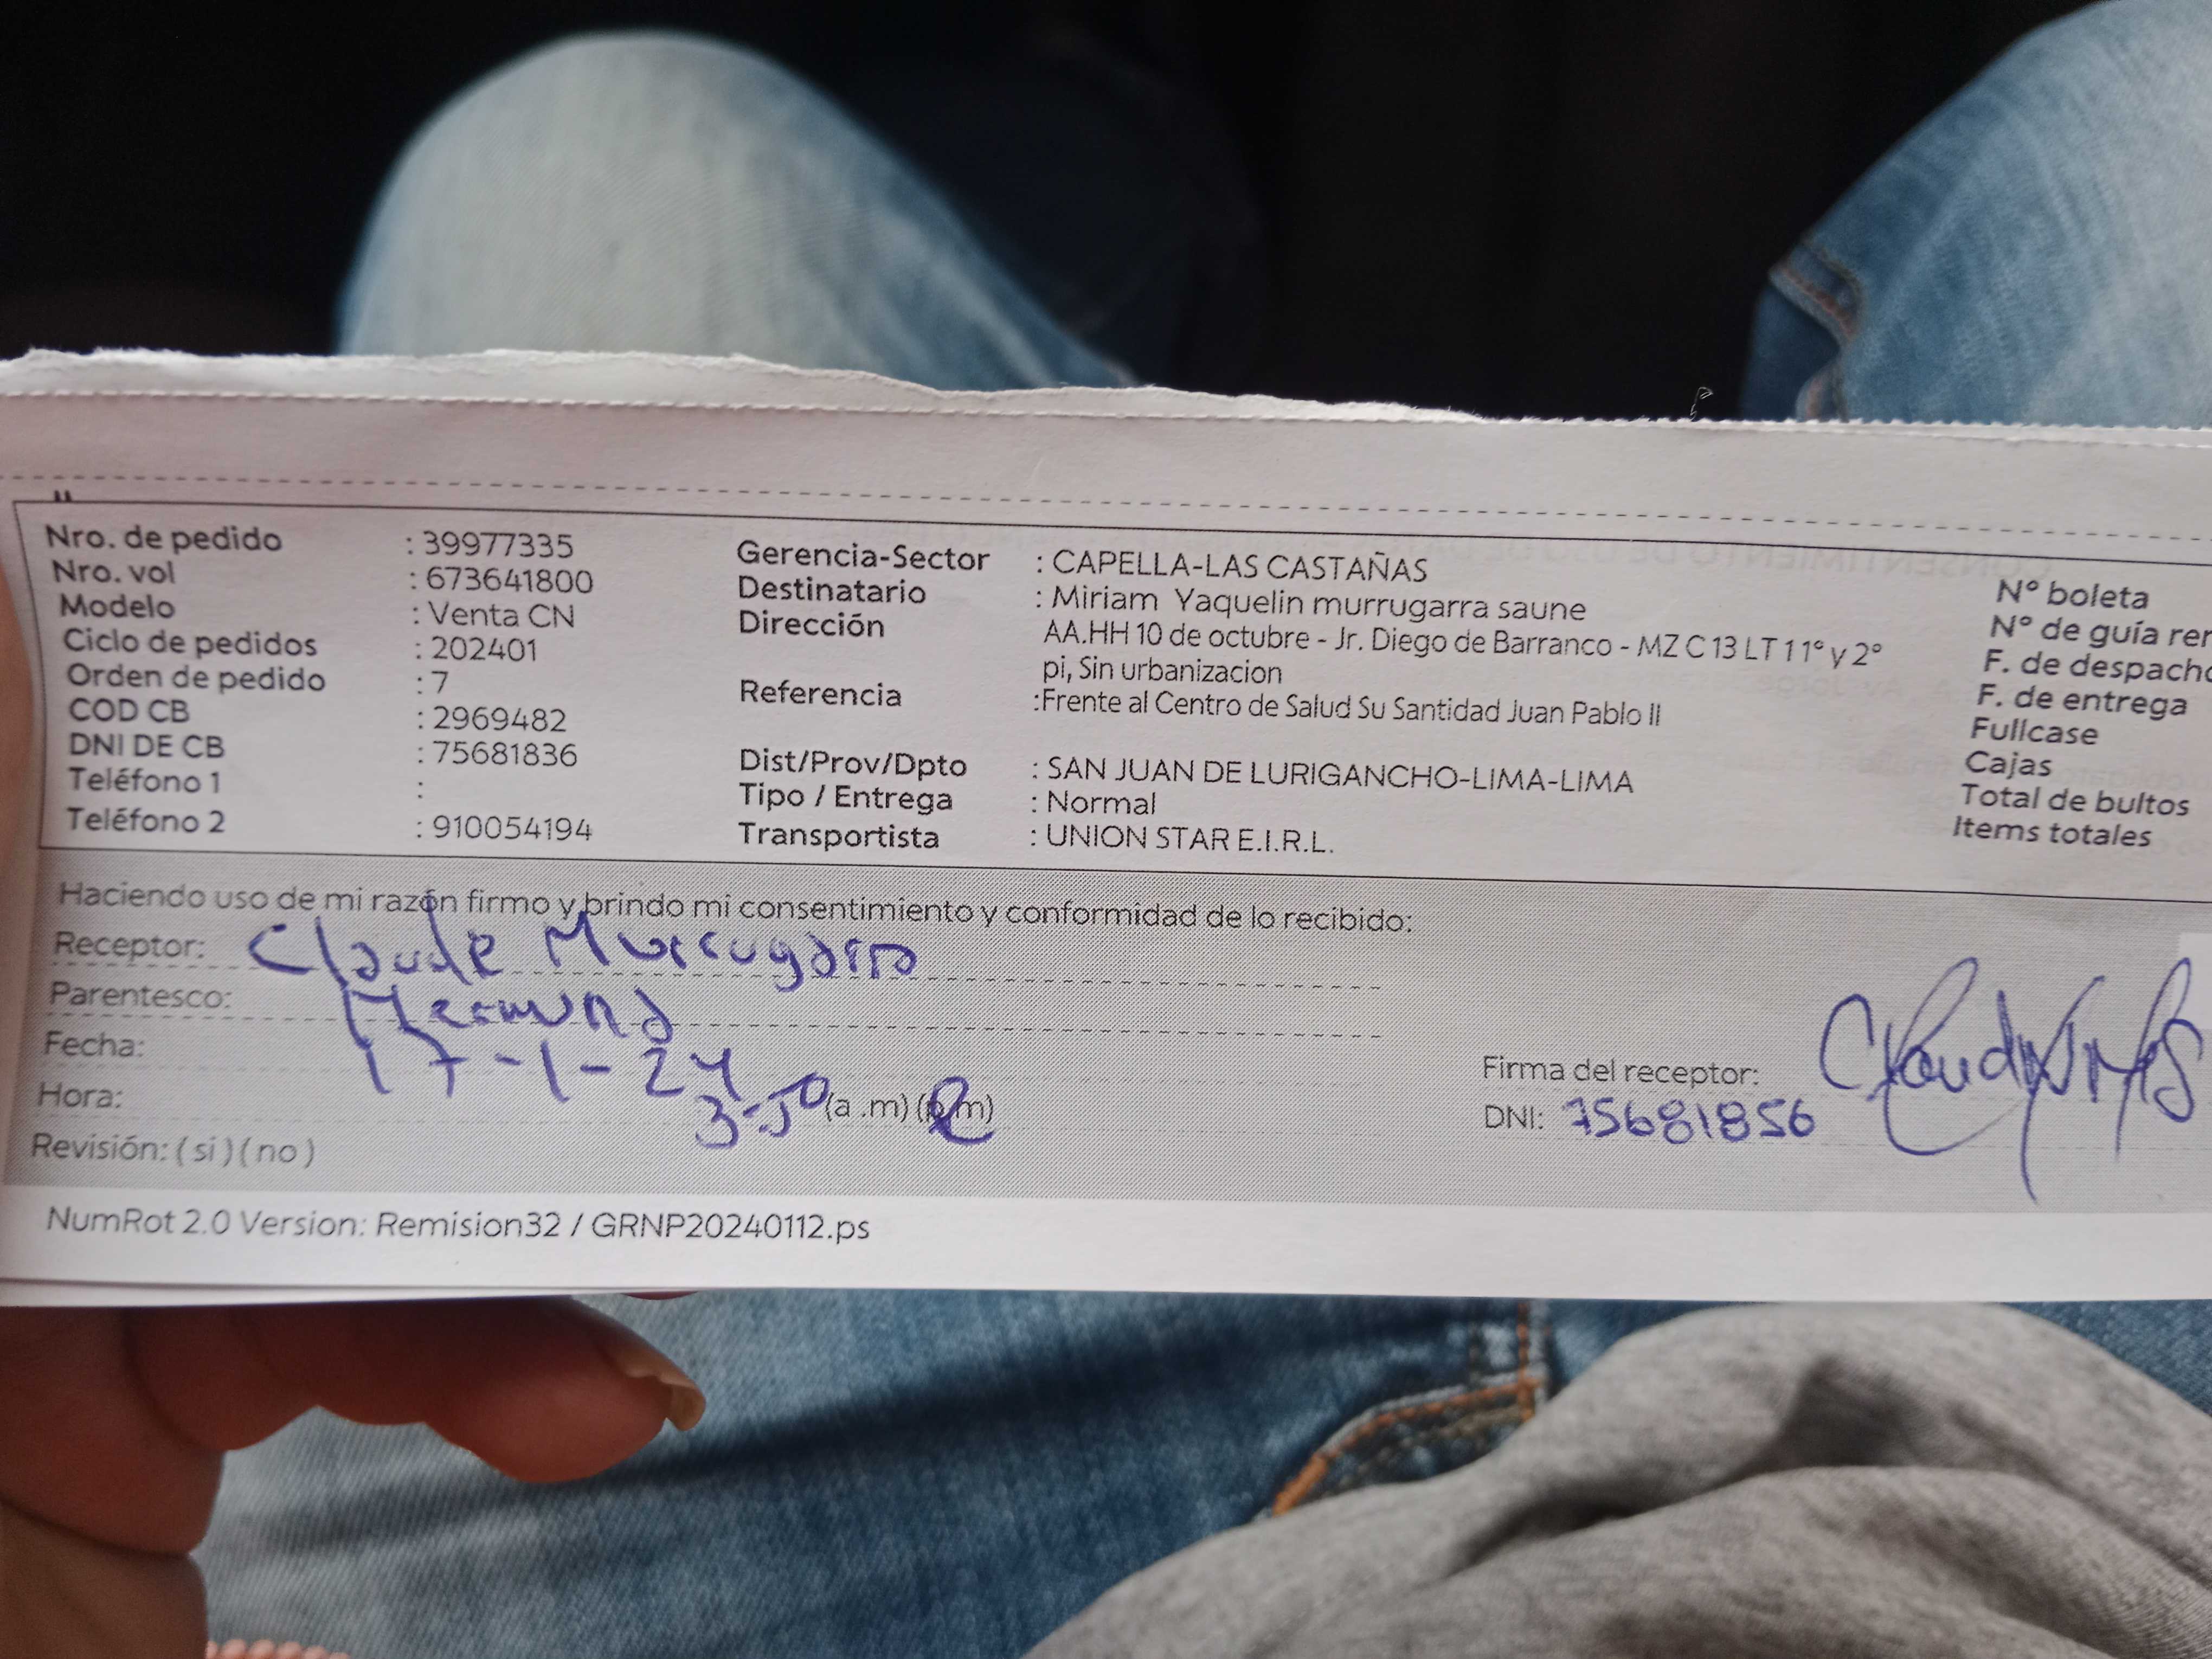 Nro. de pedido : 39977335
Nro. vol : 673641800
Modelo : Venta CN
Ciclo de pedidos : 202401
Orden de pedido : 7
COD CB : 2969482
DNI DE CB : 75681836
Teléfono 1 :
Teléfono 2 : 910054194
Gerencia-Sector : CAPELLA-LAS CASTAÑAS
Destinatario : Miriam Yaquelin murrugarra saune
Dirección AA.HH 10 de octubre - Jr. Diego de Barranco - MZ C 13 LT 1 1° y 2°
pi, Sin urbanizacion
Referencia :Frente al Centro de Salud Su Santidad Juan Pablo II
Dist/Prov/Dpto : SAN JUAN DE LURIGANCHO-LIMA-LIMA
Tipo / Entrega : Normal
Transportista : UNION STAR E.I.R.L.
N° boleta
N° de guía rer
F. de despacho
F. de entrega
Fullcase
Cajas
Total de bultos
Items totales
Haciendo uso de mi razón firmo y brindo mi consentimiento y conformidad de lo recibido:
Receptor: Claude Murrugarra
Parentesco: Hermana
Fecha: 17-1-24
Hora: 3:50 (a .m) (p.m)
Revisión: ( si ) ( no )
Firma del receptor:
DNI: 75681856
NumRot 2.0 Version: Remision32 / GRNP20240112.ps